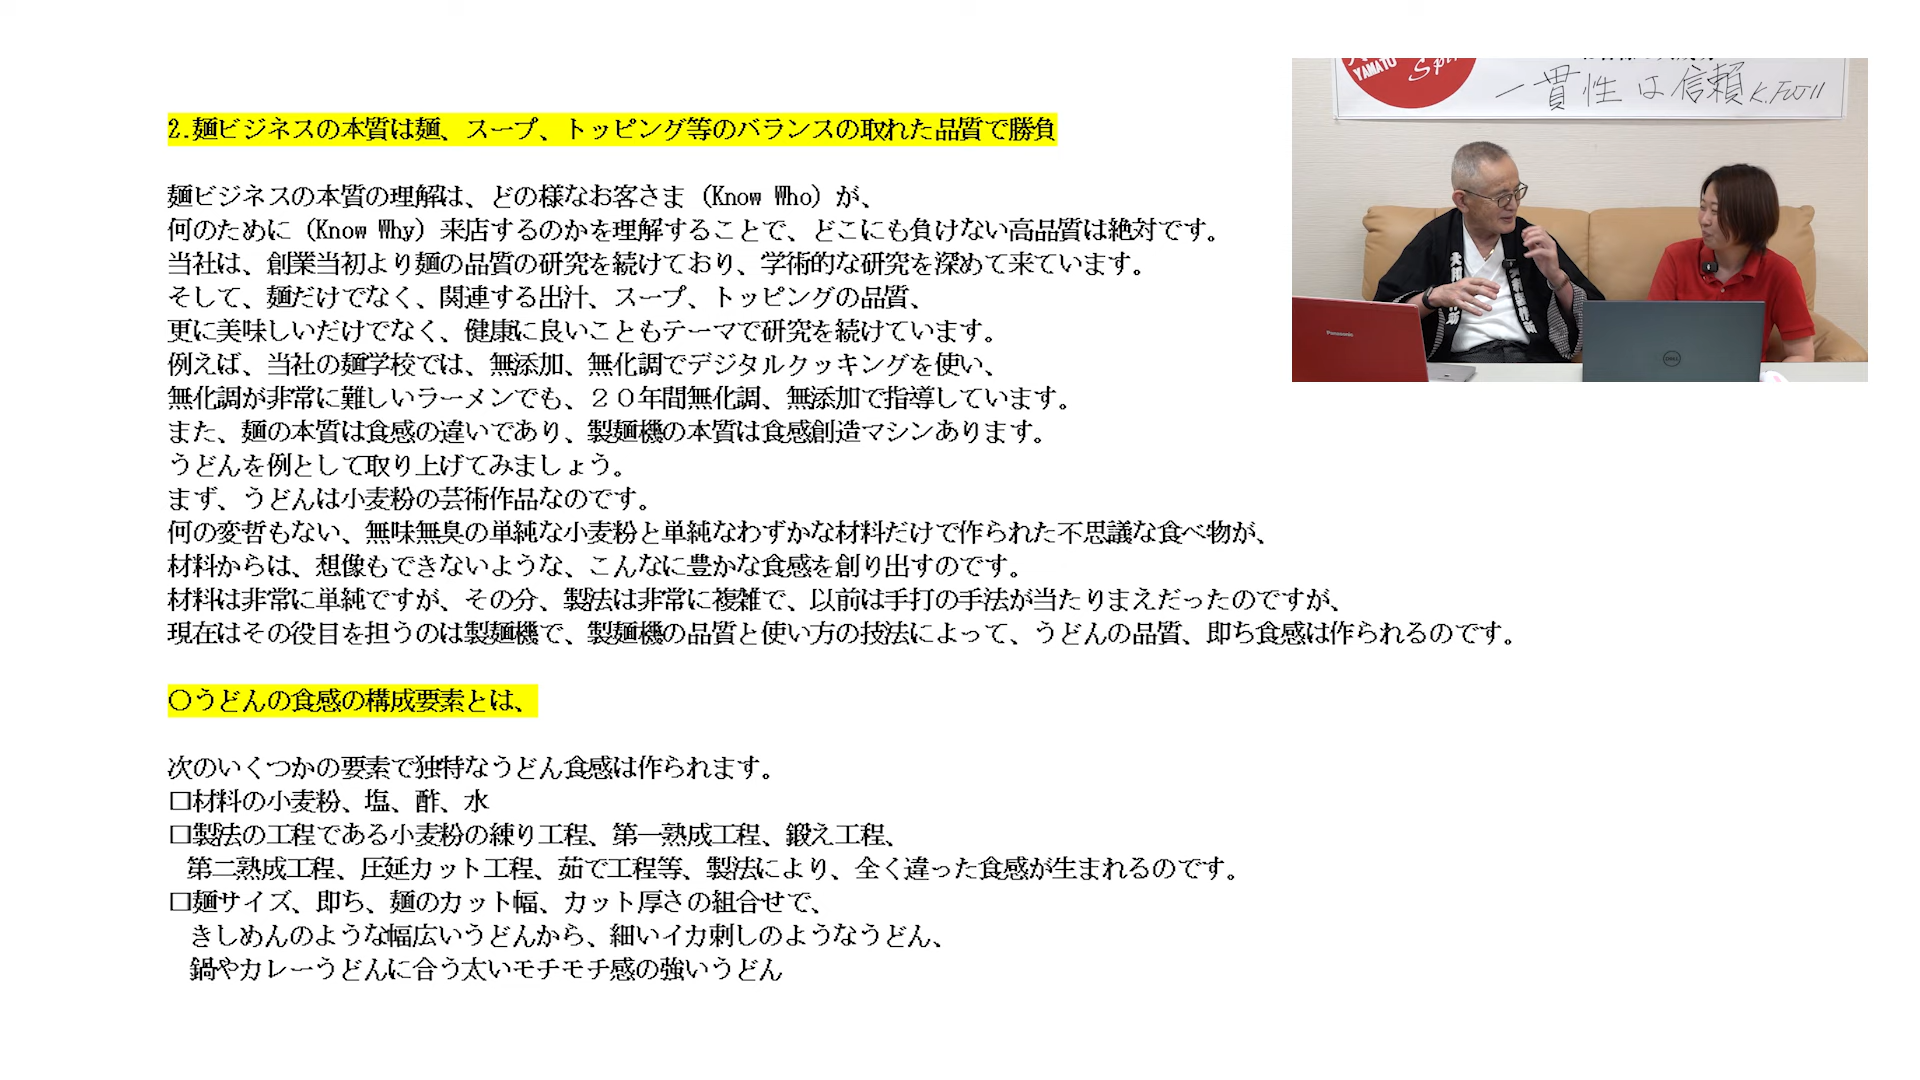 2.麺ビジネスの本質は麺、スープ、トッピング等のバランスの取れた品質で勝負
麺ビジネスの本質の理解は、どの様なお客さま（Know Who）が、
何のために（Know Why）来店するのかを理解することで、どこにも負けない高品質は絶対です。
当社は、創業当初より麺の品質の研究を続けており、学術的な研究を深めて来ています。
そして、麺だけでなく、関連する出汁、スープ、トッピングの品質、
更に美味しいだけでなく、健康に良いこともテーマで研究を続けています。
例えば、当社の麺学校では、無添加、無化調でデジタルクッキングを使い、
無化調が非常に難しいラーメンでも、２０年間無化調、無添加で指導しています。
また、麺の本質は食感の違いであり、製麺機の本質は食感創造マシンあります。
うどんを例として取り上げてみましょう。
まず、うどんは小麦粉の芸術作品なのです。
何の変哲もない、無味無臭の単純な小麦粉と単純なわずかな材料だけで作られた不思議な食べ物が、
材料からは、想像もできないような、こんなに豊かな食感を創り出すのです。
材料は非常に単純ですが、その分、製法は非常に複雑で、以前は手打の手法が当たりまえだったのですが、
現在はその役目を担うのは製麺機で、製麺機の品質と使い方の技法によって、うどんの品質、即ち食感は作られるのです。
〇うどんの食感の構成要素とは、
次のいくつかの要素で独特なうどん食感は作られます。
□材料の小麦粉、塩、酢、水
□製法の工程である小麦粉の練り工程、第一熟成工程、鍛え工程、
第二熟成工程、圧延カット工程、茹で工程等、製法により、全く違った食感が生まれるのです。
□麺サイズ、即ち、麺のカット幅、カット厚さの組合せで、
きしめんのような幅広いうどんから、細いイカ刺しのようなうどん、
鍋やカレーうどんに合う太いモチモチ感の強いうどん
YAMATO
一貫性は信頼 K.FUJII
Panasonic
DELL